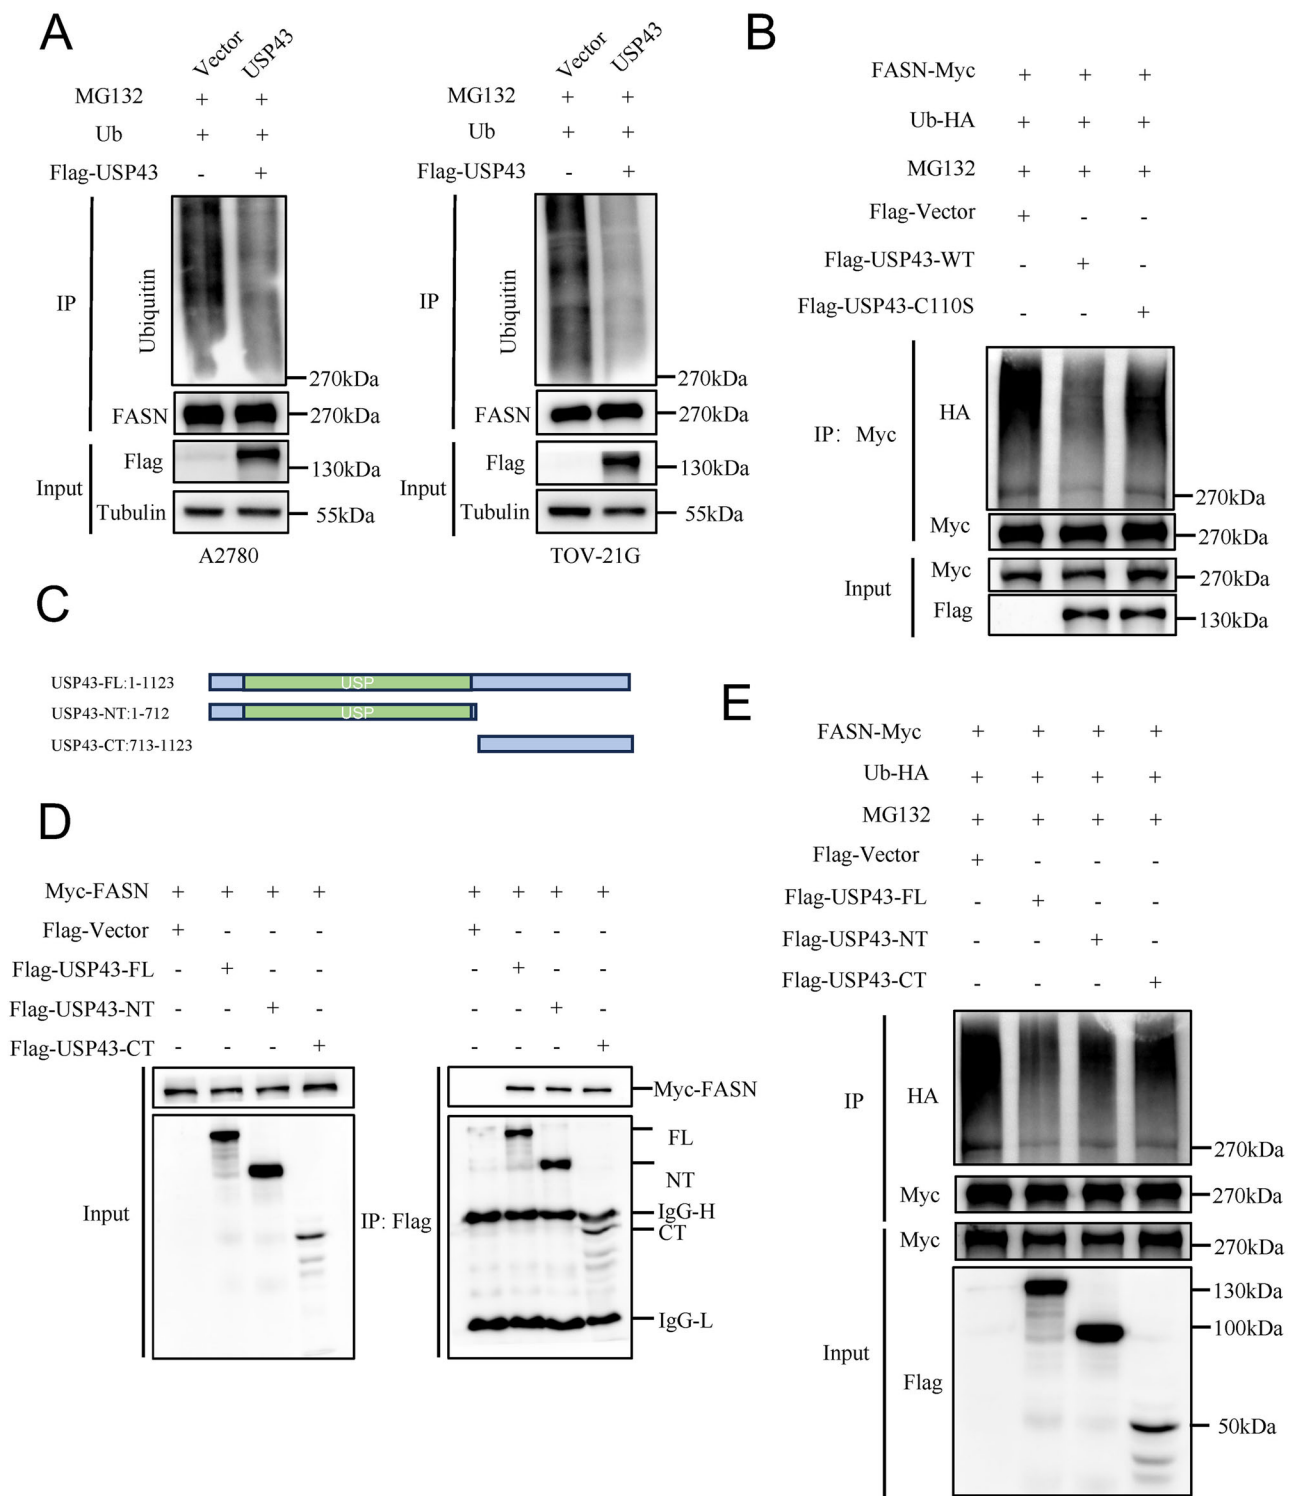 A
Vector USP43
MG132 + +
Ub + +
Flag-USP43 - +
IP
Ubiquitin
270kDa
FASN 270kDa
Input
Flag 130kDa
Tubulin 55kDa
A2780
Vector USP43
MG132 + +
Ub + +
Flag-USP43 - +
IP
Ubiquitin
270kDa
FASN 270kDa
Input
Flag 130kDa
Tubulin 55kDa
TOV-21G
B
FASN-Myc + + +
Ub-HA + + +
MG132 + + +
Flag-Vector + - -
Flag-USP43-WT - + -
Flag-USP43-C110S - - +
IP: Myc
HA
270kDa
Myc 270kDa
Input
Myc 270kDa
Flag 130kDa
C
USP43-FL:1-1123 USP
USP43-NT:1-712 USP
USP43-CT:713-1123
D
Myc-FASN + + + + + + + +
Flag-Vector + - - - + - - -
Flag-USP43-FL - + - - - + - -
Flag-USP43-NT - - + - - - + -
Flag-USP43-CT - - - + - - - +
Myc-FASN
FL
NT
Input
IP: Flag
IgG-H
CT
IgG-L
E
FASN-Myc + + + +
Ub-HA + + + +
MG132 + + + +
Flag-Vector + - - -
Flag-USP43-FL - + - -
Flag-USP43-NT - - + -
Flag-USP43-CT - - - +
IP
HA
270kDa
Myc 270kDa
Myc 270kDa
130kDa
100kDa
Input
Flag
50kDa